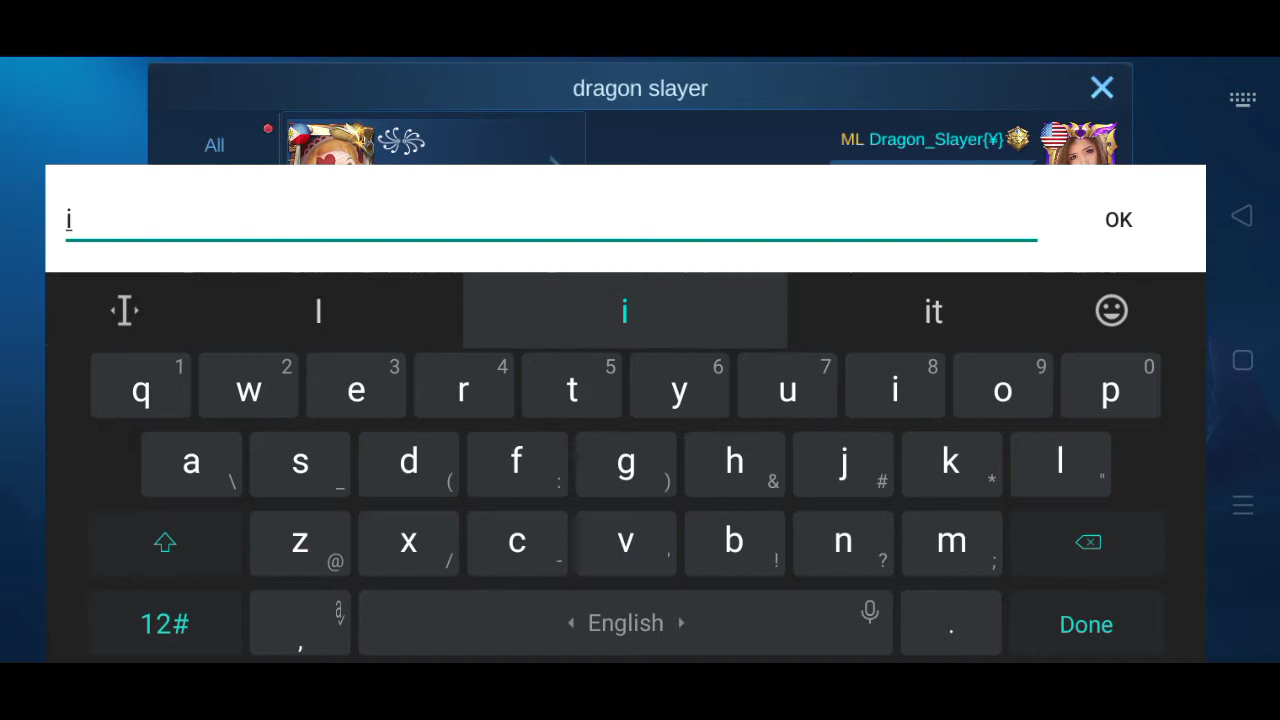 dragon slayer
All
ML Dragon_Slayer{¥}
i
OK
I i it
q 1 w 2 e 3 r 4 t 5 y 6 u 7 i 8 o 9 p 0
a \ s _ d ( f : g ) h & j # k * l "
z @ x / c - v ' b ! n ? m ;
12# , English . Done